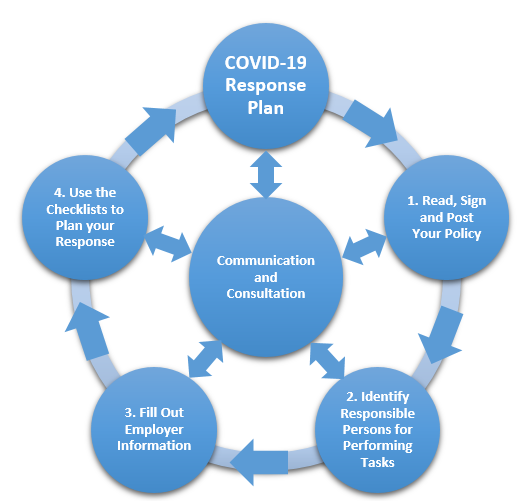 COVID-19
Response
Plan
1. Read, Sign
and Post
Your Policy
2. Identify
Responsible
Persons for
Performing
Tasks
3. Fill Out
Employer
Information
4. Use the
Checklists to
Plan your
Response
Communication
and
Consultation